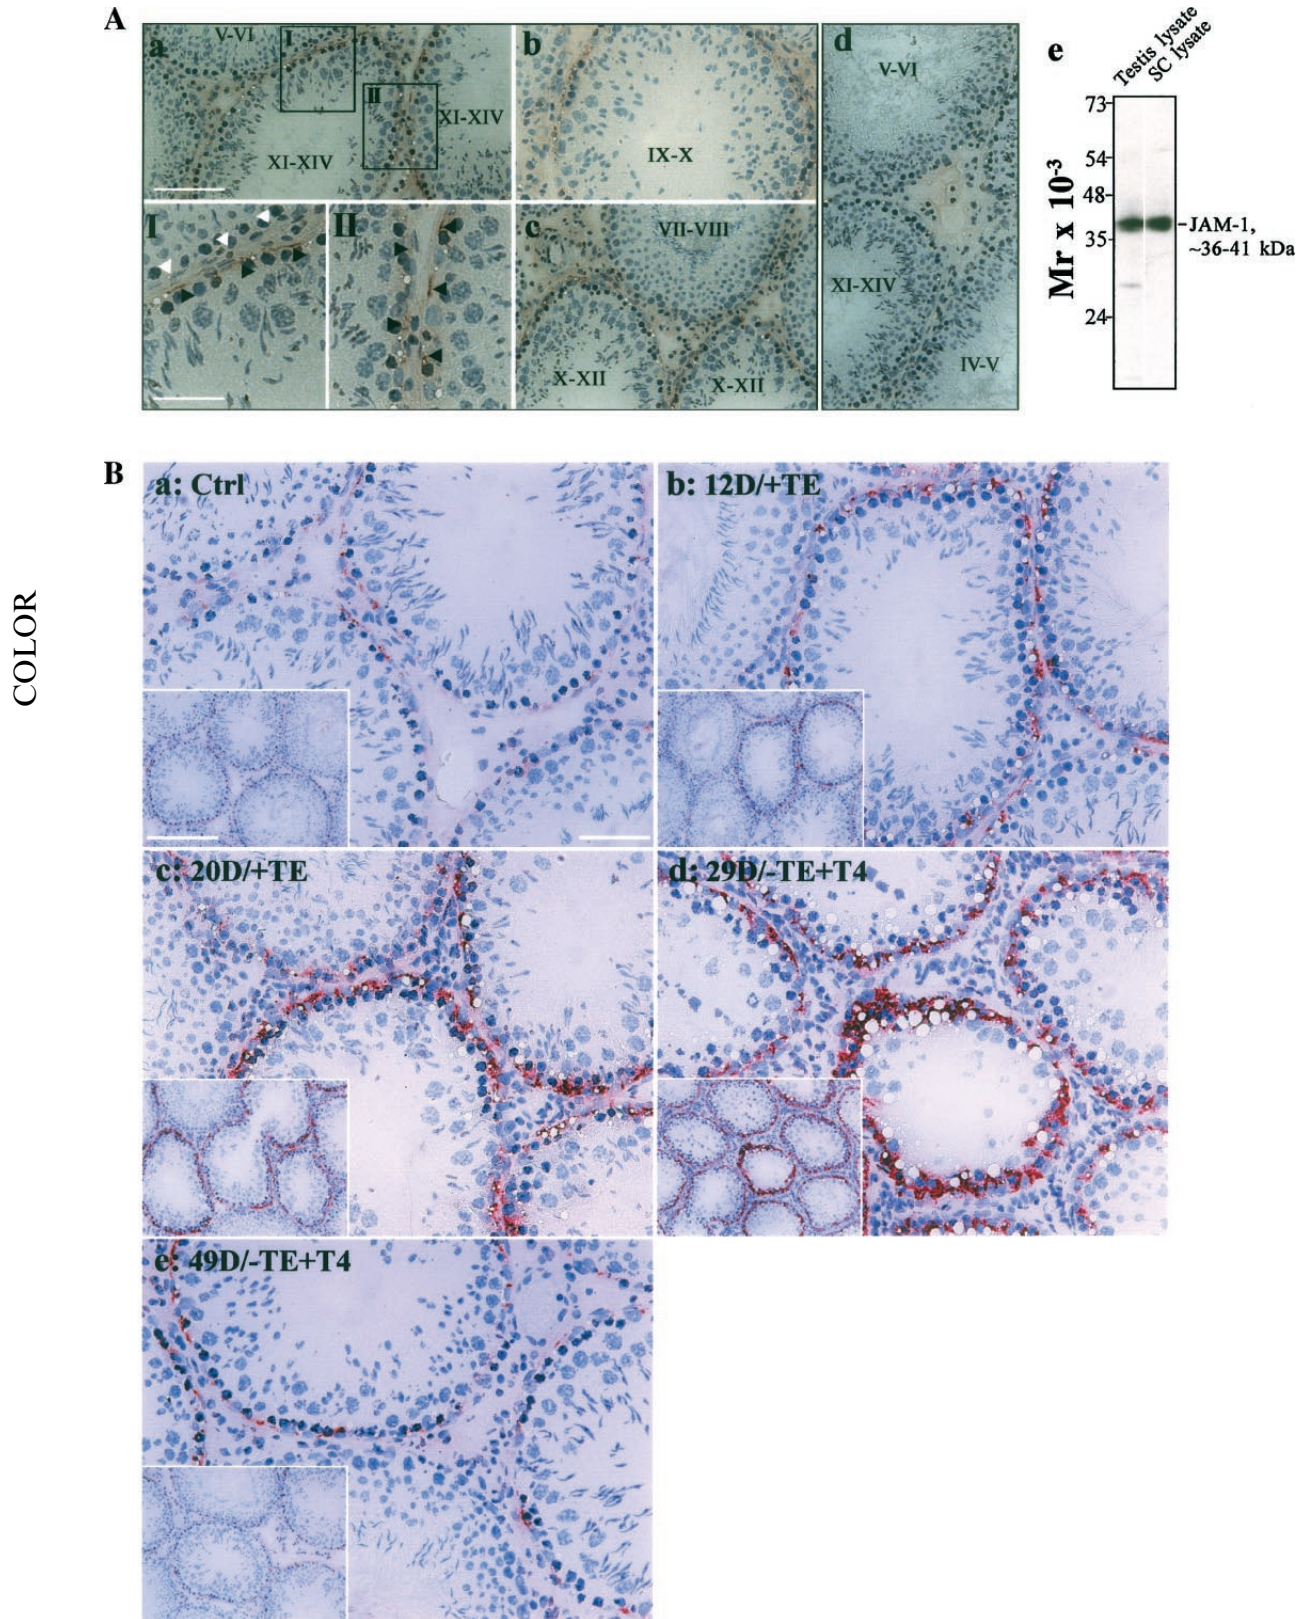 A
a
V-VI
I
II
XI-XIV
XI-XIV
b
IX-X
d
V-VI
XI-XIV
IV-V
I
II
c
VII-VIII
X-XII
X-XII
e
Testis lysate
SC lysate
Mr x 10-3
73
54
48
35
24
JAM-1,
~36-41 kDa
COLOR
B
a: Ctrl
b: 12D/+TE
c: 20D/+TE
d: 29D/-TE+T4
e: 49D/-TE+T4